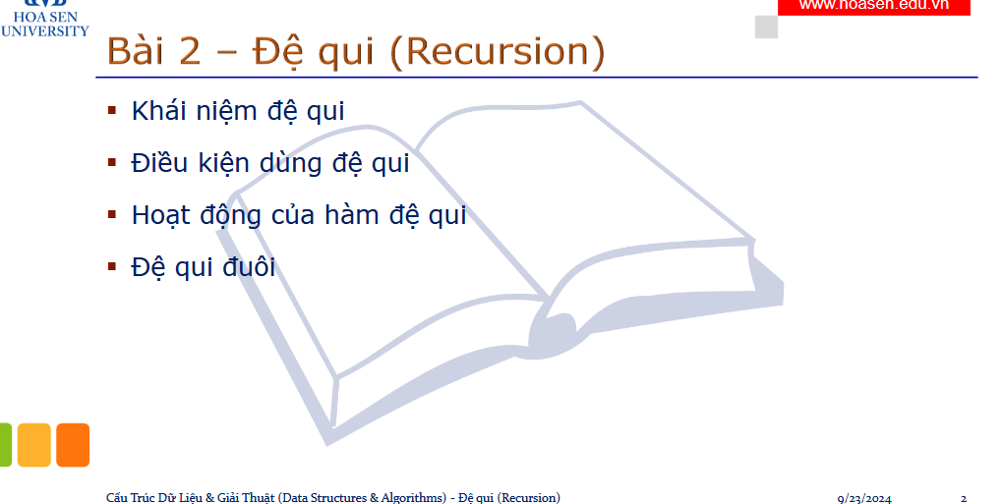 HOA SEN
UNIVERSITY
www.hoasen.edu.vn
Bài 2 – Đệ qui (Recursion)
Khái niệm đệ qui
Điều kiện dùng đệ qui
Hoạt động của hàm đệ qui
Đệ qui đuôi
Cấu Trúc Dữ Liệu & Giải Thuật (Data Structures & Algorithms) - Đệ qui (Recursion)
9/23/2024
2